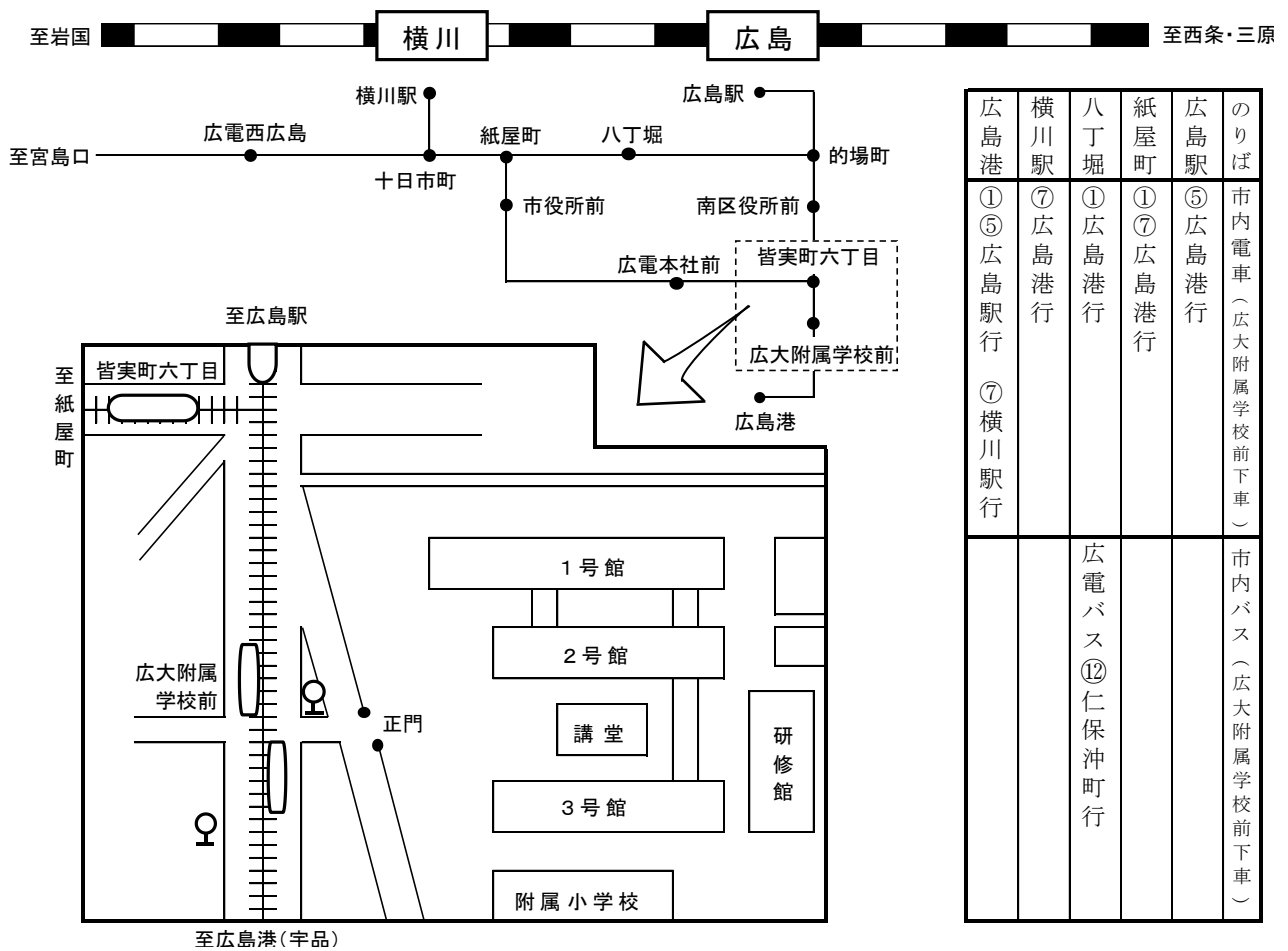 至岩国
横川
広島
至西条・三原
横川駅
広島駅
広電西広島
紙屋町
八丁堀
至宮島口
十日市町
的場町
市役所前
南区役所前
広電本社前
皆実町六丁目
広大附属学校前
広島港
至広島駅
皆実町六丁目
至紙屋町
1号館
2号館
広大附属
学校前
正門
講堂
研修館
3号館
附属小学校
至広島港(宇品)
のりば
市内電車(広大附属学校前下車)
市内バス(広大附属学校前下車)
広島駅
⑤広島港行
紙屋町
①⑦広島港行
八丁堀
①広島港行
広電バス⑫仁保沖町行
横川駅
⑦広島港行
広島港
①⑤広島駅行 ⑦横川駅行